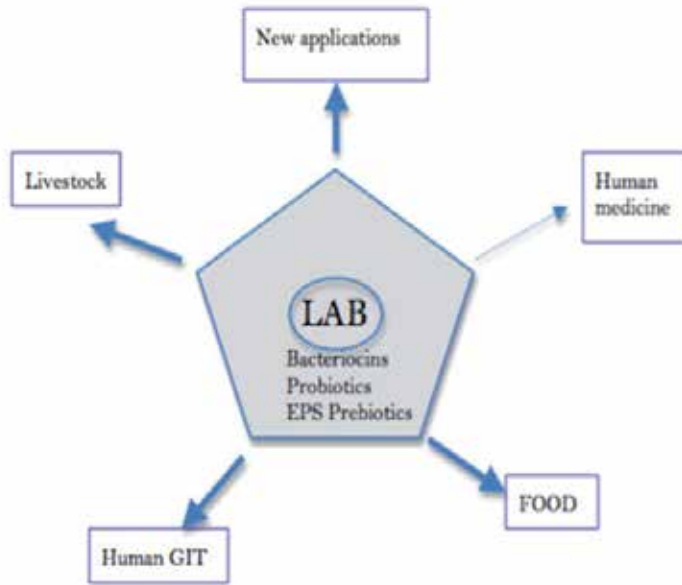 New applications
Livestock
Human
medicine
LAB
Bacteriocins
Probiotics
EPS Prebiotics
FOOD
Human GIT